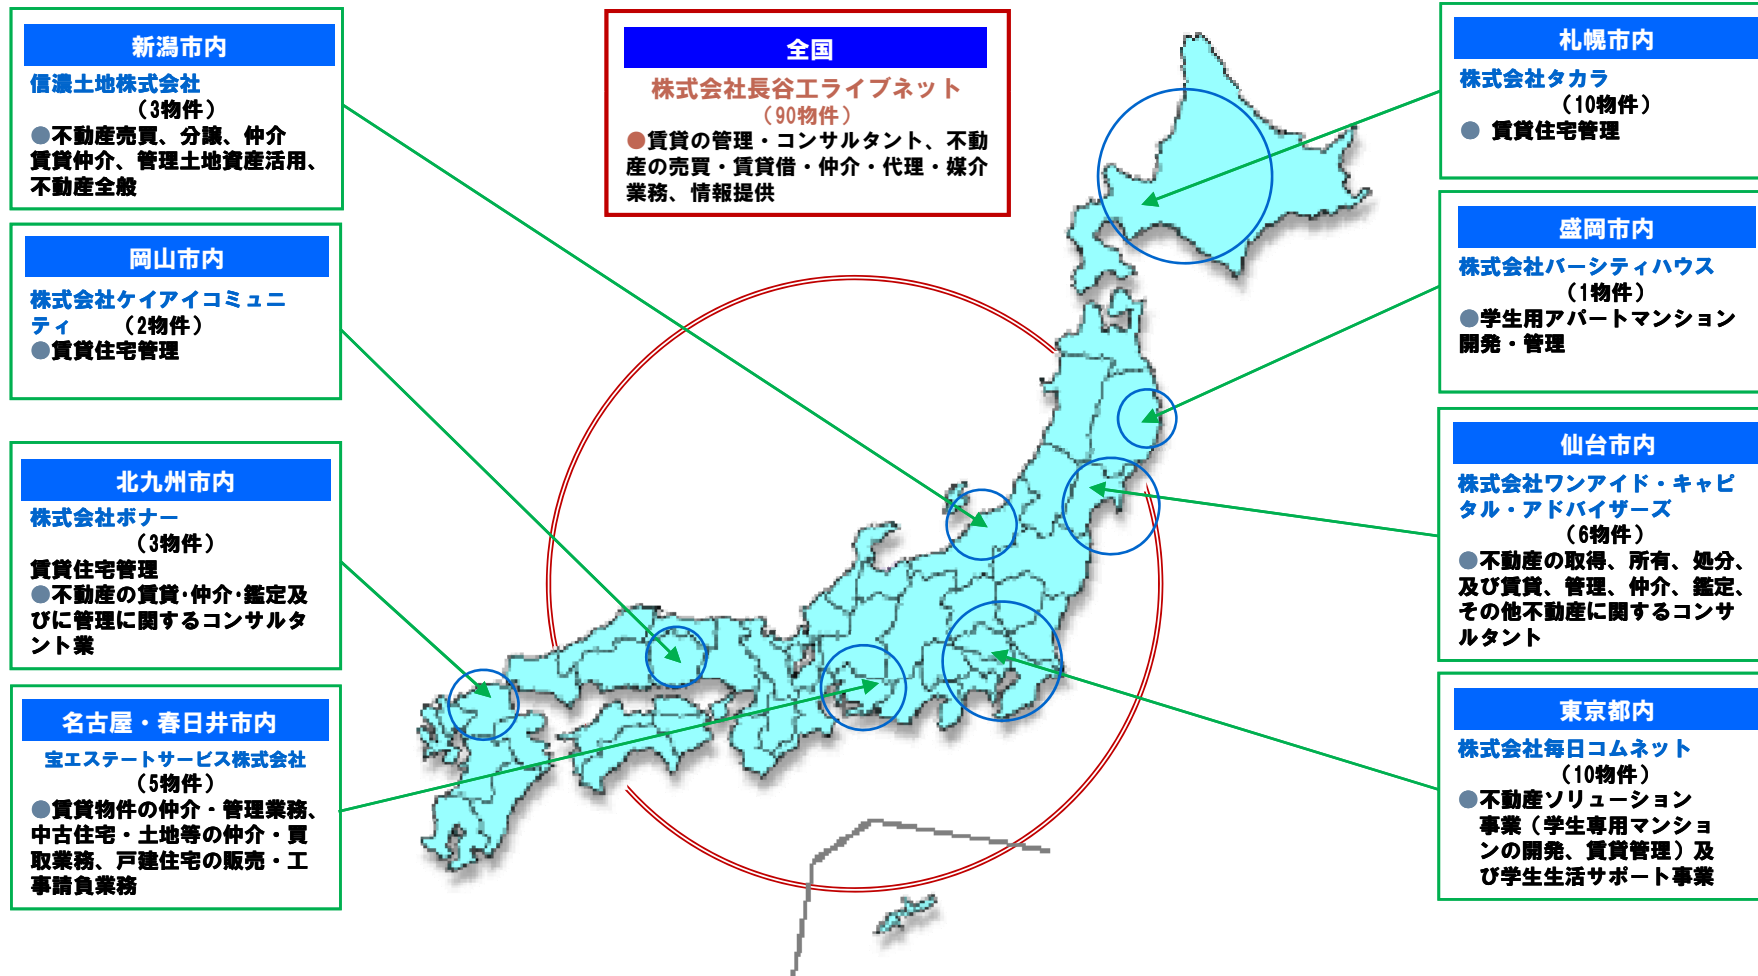 新潟市内
信濃土地株式会社
（3物件）
●不動産売買、分譲、仲介
賃貸仲介、管理土地資産活用、
不動産全般
岡山市内
株式会社ケイアイコミュニ
ティ　　（2物件）
●賃貸住宅管理
北九州市内
株式会社ボナー
（3物件）
賃貸住宅管理
●不動産の賃貸･仲介･鑑定及
びに管理に関するコンサルタ
ント業
名古屋・春日井市内
宝エステートサービス株式会社
（5物件）
●賃貸物件の仲介・管理業務、
中古住宅・土地等の仲介・買
取業務、戸建住宅の販売・工
事請負業務
全国
株式会社長谷工ライブネット
（90物件）
●賃貸の管理・コンサルタント、不動
産の売買・賃貸借・仲介・代理・媒介
業務、情報提供
札幌市内
株式会社タカラ
（10物件）
● 賃貸住宅管理
盛岡市内
株式会社バーシティハウス
（1物件）
●学生用アパートマンション
開発・管理
仙台市内
株式会社ワンアイド・キャピ
タル・アドバイザーズ
（6物件）
●不動産の取得、所有、処分、
及び賃貸、管理、仲介、鑑定、
その他不動産に関するコンサ
ルタント
東京都内
株式会社毎日コムネット
（10物件）
●不動産ソリューション
事業（学生専用マンショ
ンの開発、賃貸管理）及
び学生生活サポート事業